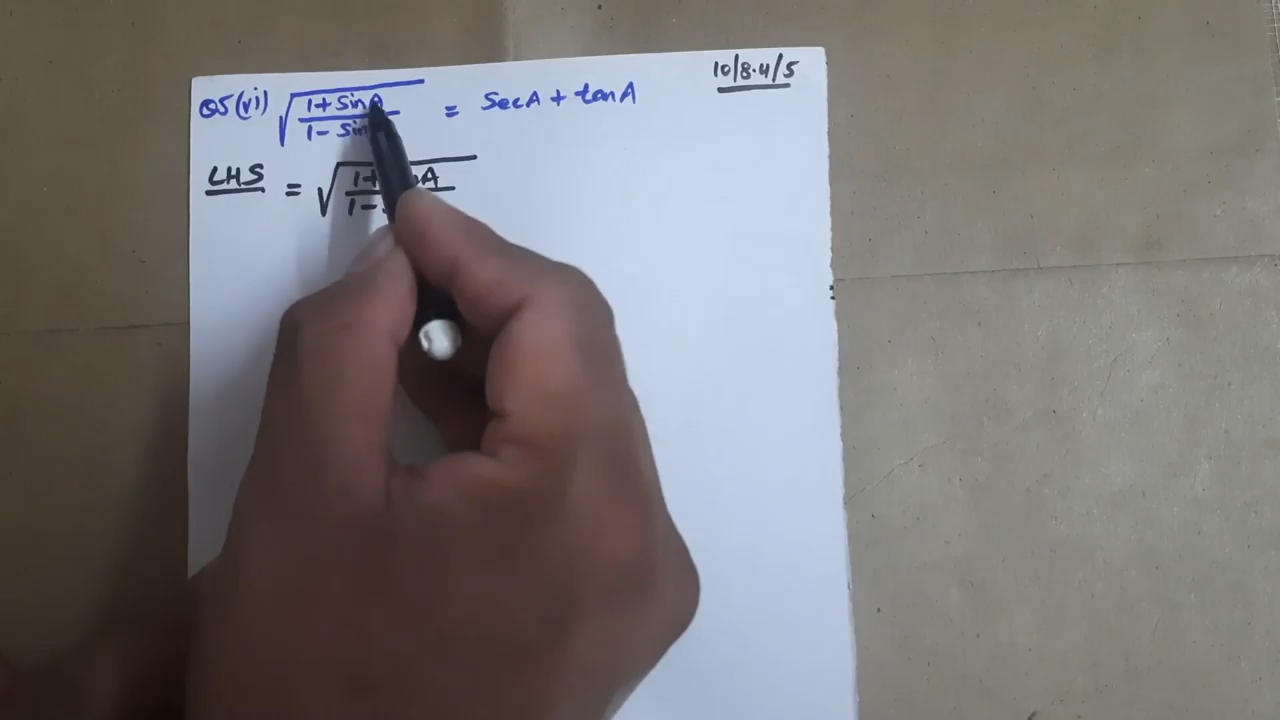 10/8.4/5
Q5(vi) √(1+SinA / 1-Sin) = SecA + tanA
LHS = √(1+ A / 1-)